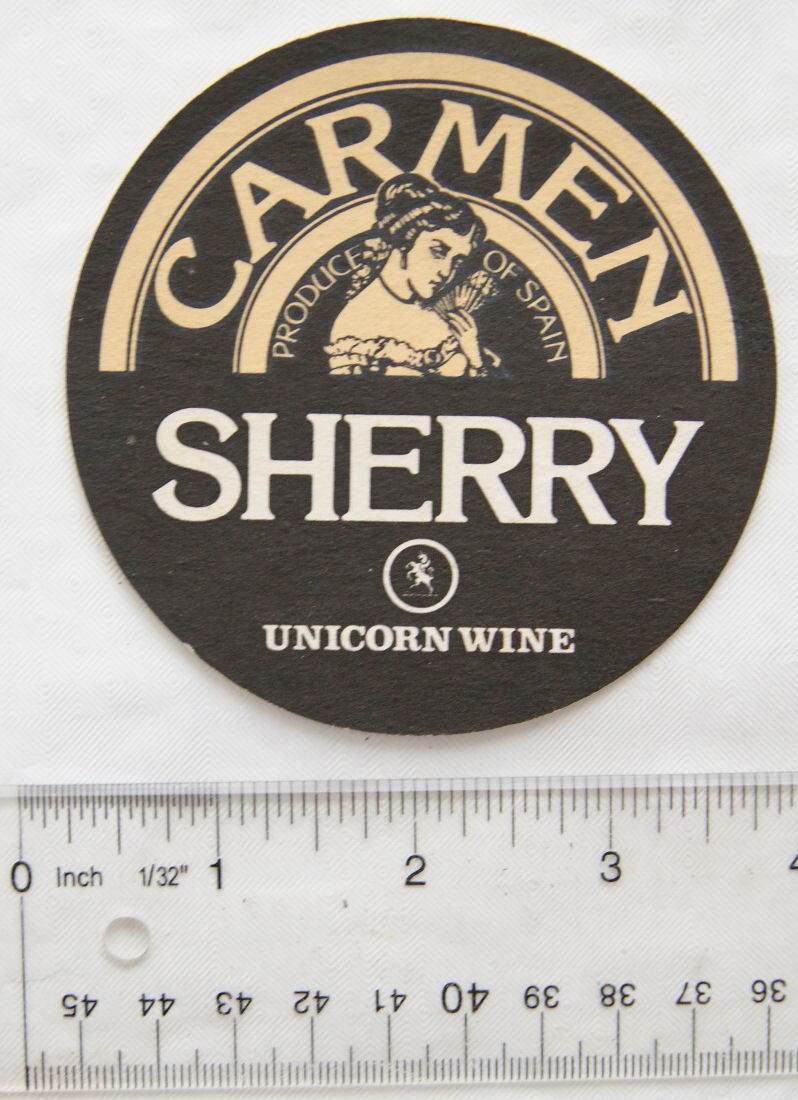 CARMEN
PRODUCE OF SPAIN
SHERRY
UNICORN WINE
0 Inch 1/32" 1 2 3 4
45 44 43 42 41 40 39 38 37 36